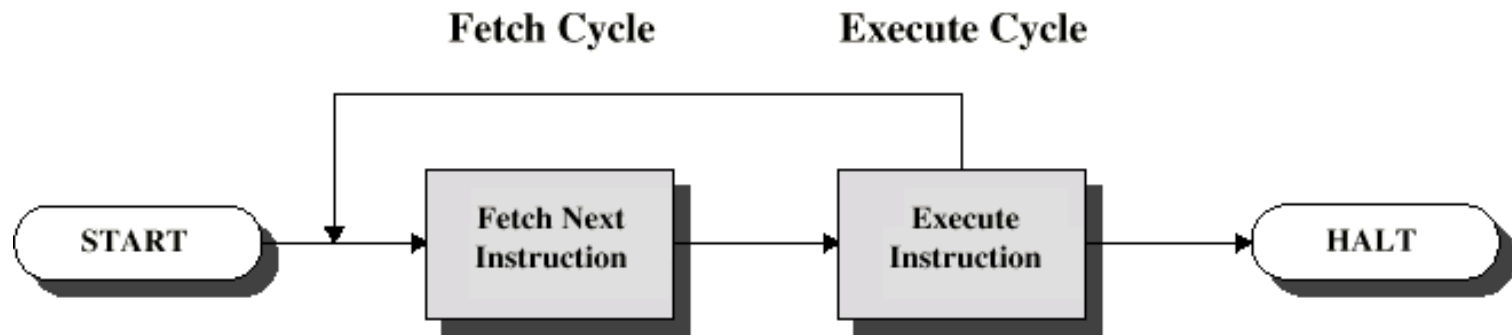 Fetch Cycle
Execute Cycle
START
Fetch Next
Instruction
Execute
Instruction
HALT